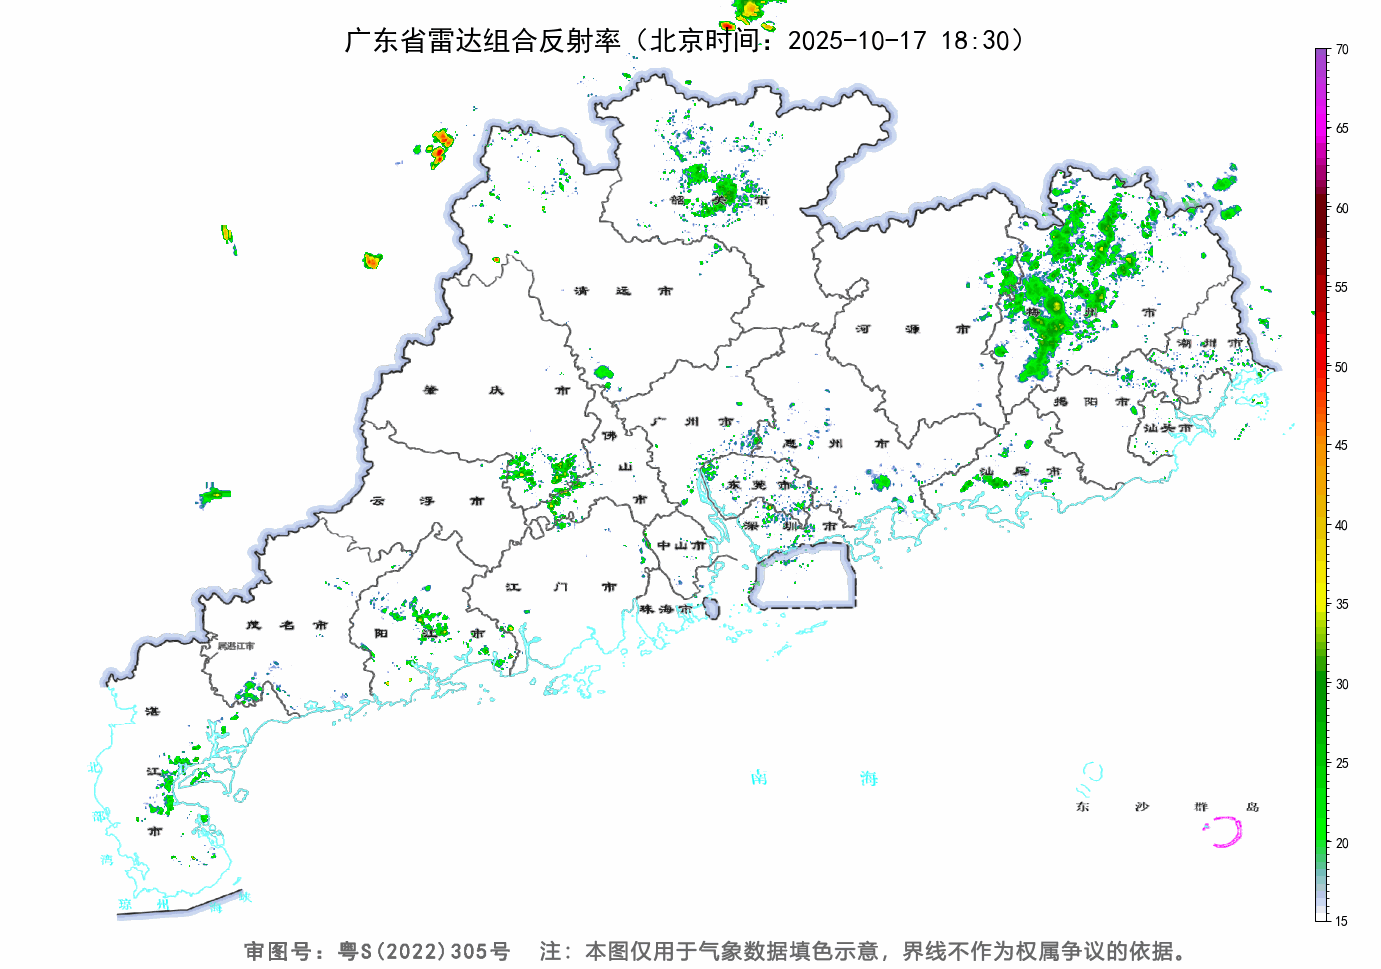 广东省雷达组合反射率（北京时间：2025-10-17 18:30）
70
65
60
55
50
45
40
35
30
25
20
15
韶关市
清远市
河源市
梅州市
潮州市
肇庆市
揭阳市
汕头市
广州市
佛山市
惠州市
汕尾市
云浮市
东莞市
深圳市
中山市
江门市
珠海市
茂名市
属湛江市
阳江市
湛江市
北部湾
琼州海峡
南海
东沙群岛
审图号：粤S(2022)305号 注：本图仅用于气象数据填色示意，界线不作为权属争议的依据。